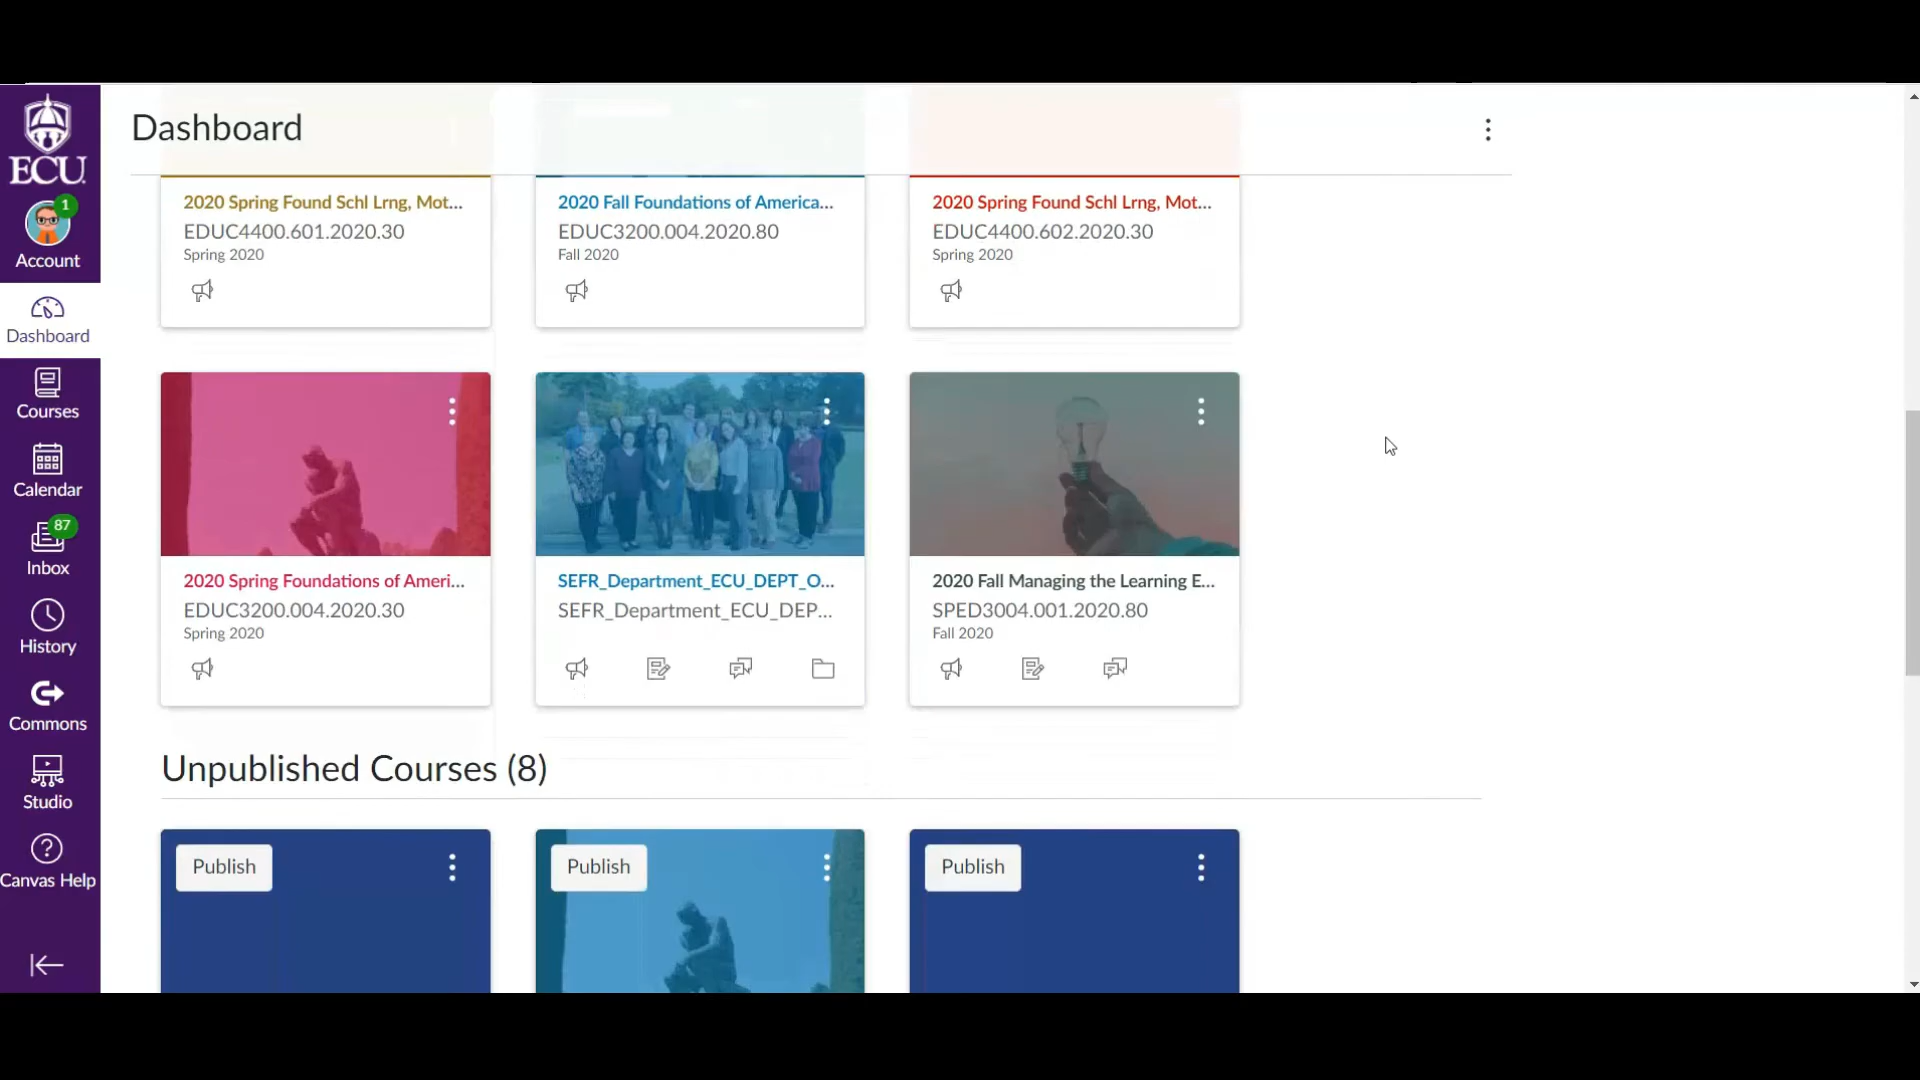 ECU
1
Account
Dashboard
Courses
Calendar
87
Inbox
History
Commons
Studio
Canvas Help
Dashboard
2020 Spring Found Schl Lrng, Mot...
EDUC4400.601.2020.30
Spring 2020
2020 Fall Foundations of America...
EDUC3200.004.2020.80
Fall 2020
2020 Spring Found Schl Lrng, Mot...
EDUC4400.602.2020.30
Spring 2020
2020 Spring Foundations of Ameri...
EDUC3200.004.2020.30
Spring 2020
SEFR_Department_ECU_DEPT_O...
SEFR_Department_ECU_DEP...
2020 Fall Managing the Learning E...
SPED3004.001.2020.80
Fall 2020
Unpublished Courses (8)
Publish
Publish
Publish